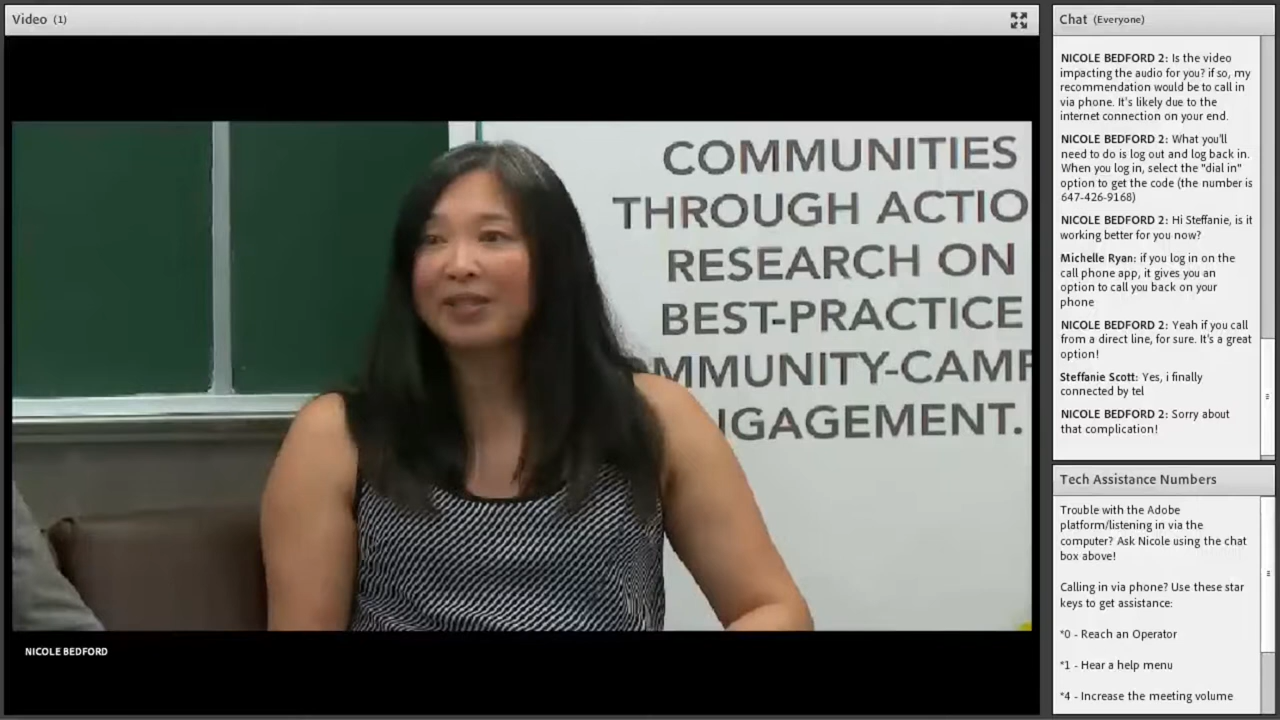 Video (1)
COMMUNITIES
THROUGH ACTIO
RESEARCH ON
BEST-PRACTICE
MMUNITY-CAMP
GAGEMENT.
NICOLE BEDFORD
Chat (Everyone)
NICOLE BEDFORD 2: Is the video
impacting the audio for you? if so, my
recommendation would be to call in
via phone. It's likely due to the
internet connection on your end.
NICOLE BEDFORD 2: What you'll
need to do is log out and log back in.
When you log in, select the "dial in"
option to get the code (the number is
647-426-9168)
NICOLE BEDFORD 2: Hi Steffanie, is it
working better for you now?
Michelle Ryan: if you log in on the
call phone app, it gives you an
option to call you back on your
phone
NICOLE BEDFORD 2: Yeah if you call
from a direct line, for sure. It's a great
option!
Steffanie Scott: Yes, i finally
connected by tel
NICOLE BEDFORD 2: Sorry about
that complication!
Tech Assistance Numbers
Trouble with the Adobe
platform/listening in via the
computer? Ask Nicole using the chat
box above!
Calling in via phone? Use these star
keys to get assistance:
*0 - Reach an Operator
*1 - Hear a help menu
*4 - Increase the meeting volume